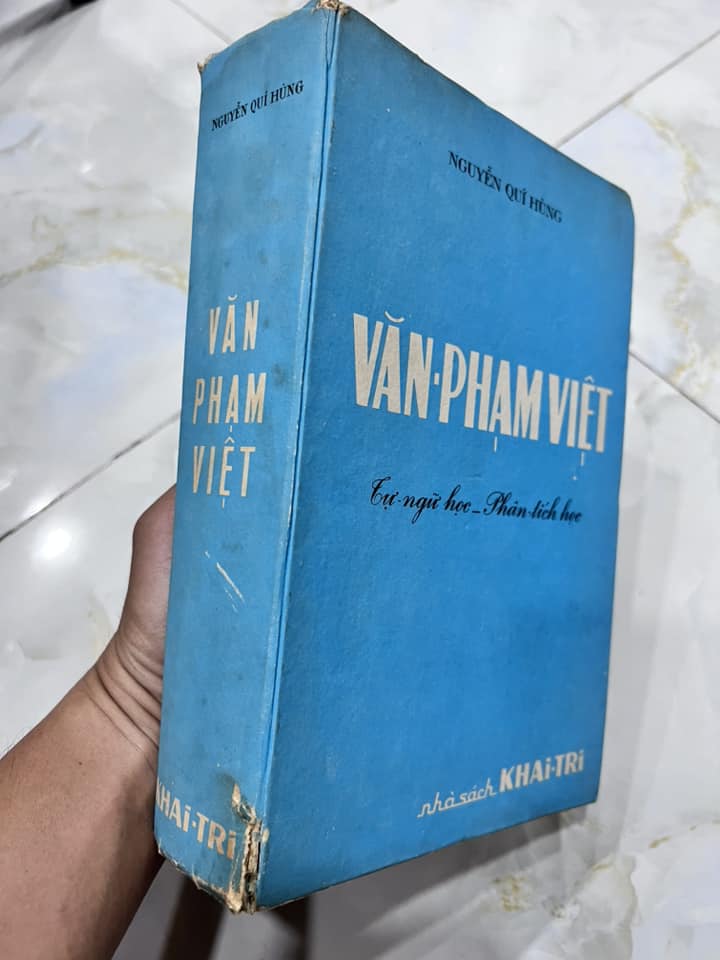 NGUYỄN QUÍ HÙNG
VĂN
PHẠM
VIỆT
KHAI·TRÍ
NGUYỄN QUÍ HÙNG
VĂN·PHẠM VIỆT
Tự-ngữ học - Phân-tích học
nhà sách KHAI·TRÍ